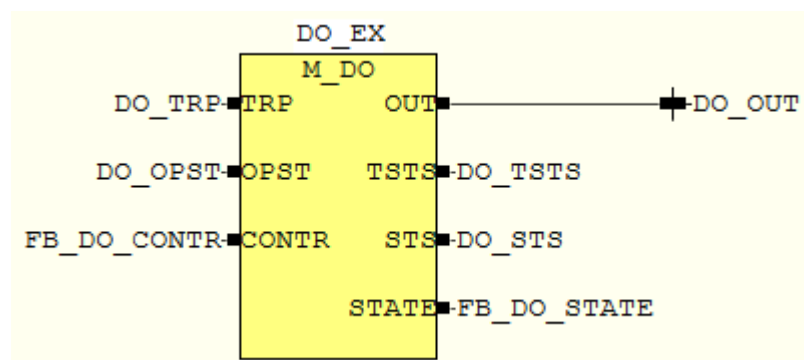 DO_EX
M_DO
DO_TRP TRP OUT DO_OUT
DO_OPST OPST TSTS DO_TSTS
FB_DO_CONTR CONTR STS DO_STS
STATE FB_DO_STATE